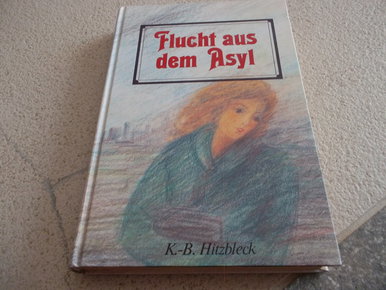 Flucht aus
dem Asyl
K.-B. Hitzbleck